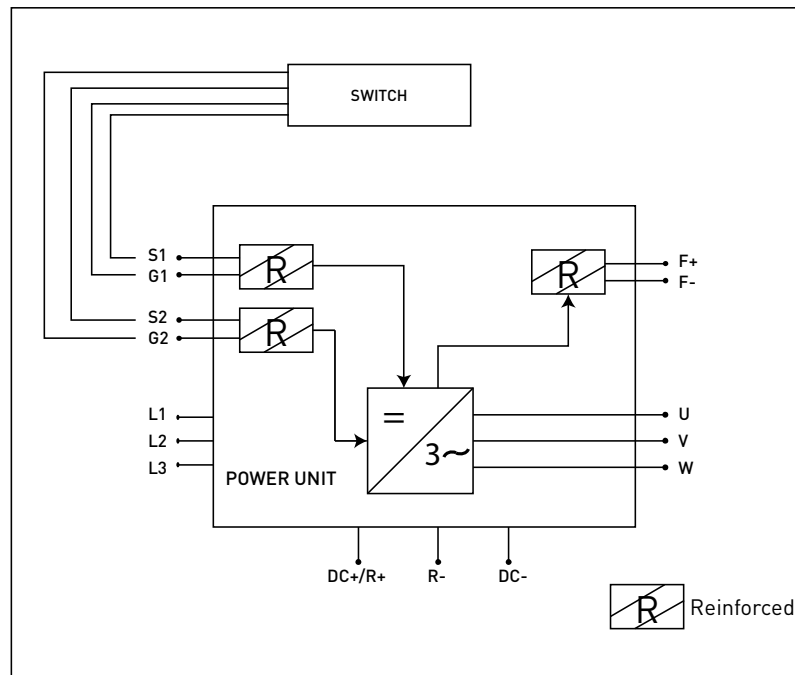 SWITCH
S1
G1
R
R
F+
F-
S2
G2
R
L1
L2
L3
=
3~
U
V
W
POWER UNIT
DC+/R+
R-
DC-
R
Reinforced